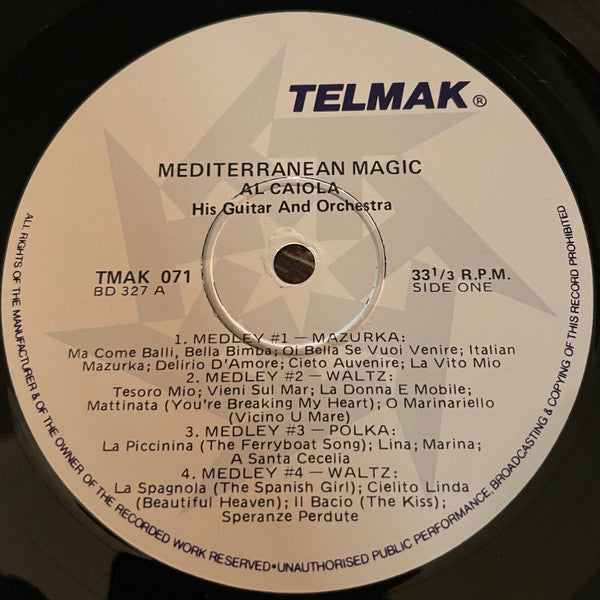 TELMAK®
MEDITERRANEAN MAGIC
AL CAIOLA
His Guitar And Orchestra
TMAK 071
BD 327 A
33 1/3 R.P.M.
SIDE ONE
1. MEDLEY #1 — MAZURKA:
Ma Come Balli, Bella Bimba; Oi Bella Se Vuoi Venire; Italian
Mazurka; Delirio D'Amore; Cieto Auvenire; La Vito Mio
2. MEDLEY #2 — WALTZ:
Tesoro Mio; Vieni Sul Mar; La Donna E Mobile;
Mattinata (You're Breaking My Heart); O Marinariello
(Vicino U Mare)
3. MEDLEY #3 — POLKA:
La Piccinina (The Ferryboat Song); Lina; Marina;
A Santa Cecelia
4. MEDLEY #4 — WALTZ:
La Spagnola (The Spanish Girl); Cielito Linda
(Beautiful Heaven); Il Bacio (The Kiss);
Speranze Perdute
ALL RIGHTS OF THE MANUFACTURER & OF THE OWNER OF THE RECORDED WORK RESERVED•UNAUTHORISED PUBLIC PERFORMANCE, BROADCASTING & COPYING OF THIS RECORD PROHIBITED